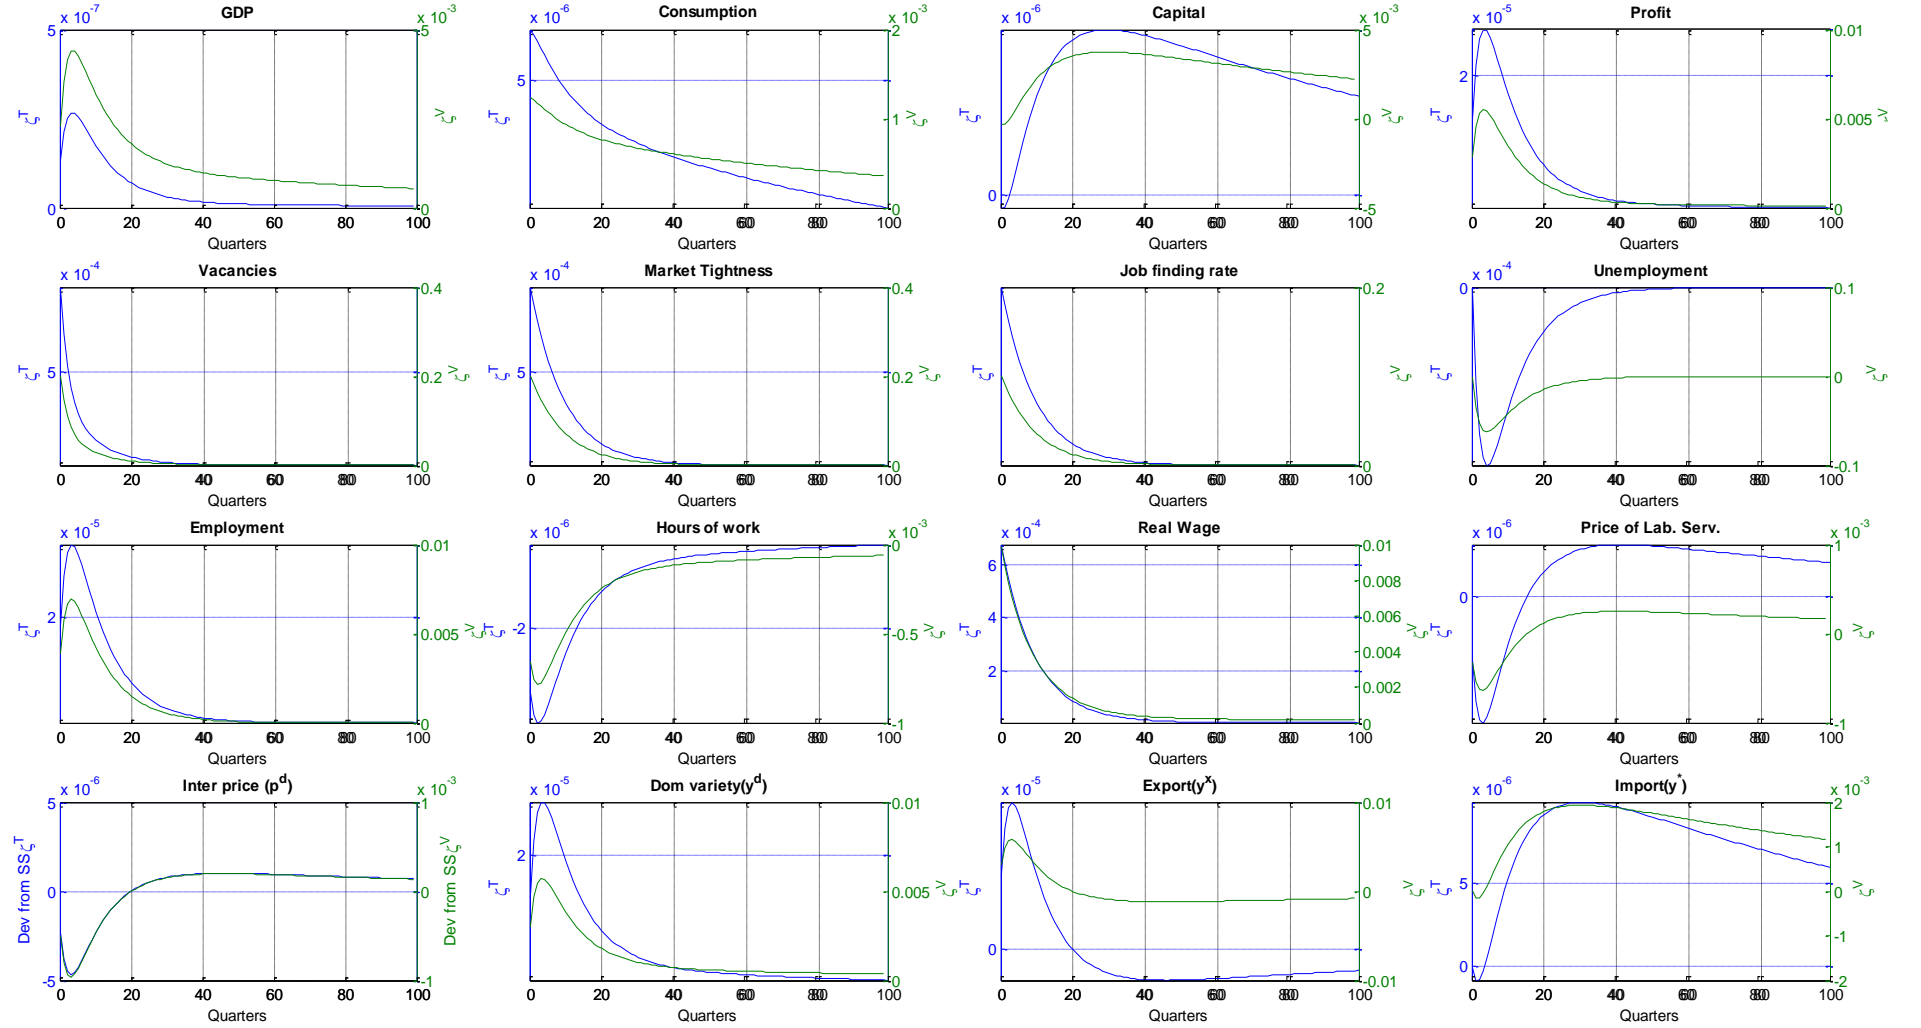 x 10^-7 GDP x 10^-3
5 5
ζ^T ζ^V
0 0
0 20 40 60 80 100
Quarters
x 10^-6 Consumption x 10^-3
2
5
ζ^T 1 ζ^V
0
0 20 40 60 80 100
Quarters
x 10^-6 Capital x 10^-3
5
ζ^T 0 ζ^V
0
-5
0 20 40 60 80 100
Quarters
x 10^-5 Profit
0.01
2
ζ^T 0.005 ζ^V
0
0 20 40 60 80 100
Quarters
x 10^-4 Vacancies
0.4
ζ^T 5 0.2 ζ^V
0
0 20 40 60 80 100
Quarters
x 10^-4 Market Tightness
0.4
ζ^T 5 0.2 ζ^V
0
0 20 40 60 80 100
Quarters
Job finding rate
0.2
ζ^T ζ^V
0
0 20 40 60 80 100
Quarters
x 10^-4 Unemployment
0 0.1
ζ^T 0 ζ^V
-0.1
0 20 40 60 80 100
Quarters
x 10^-5 Employment
0.01
2
ζ^T 0.005 ζ^V
0
0 20 40 60 80 100
Quarters
x 10^-6 Hours of work x 10^-3
0
ζ^T -2 -0.5 ζ^V
-1
0 20 40 60 80 100
Quarters
x 10^-4 Real Wage
0.01
6 0.008
4 0.006
ζ^T 0.004 ζ^V
2 0.002
0
0 20 40 60 80 100
Quarters
x 10^-6 Price of Lab. Serv. x 10^-3
1
0
ζ^T 0 ζ^V
-1
0 20 40 60 80 100
Quarters
x 10^-6 Inter price (p^d) x 10^-3
5 1
Dev from SS ζ^T 0 0 Dev from SS ζ^V
-5 -1
0 20 40 60 80 100
Quarters
x 10^-5 Dom variety(y^d)
0.01
2
ζ^T 0.005 ζ^V
0
0 20 40 60 80 100
Quarters
x 10^-5 Export(y^x)
0.01
ζ^T 0 ζ^V
0
-0.01
0 20 40 60 80 100
Quarters
x 10^-6 Import(y^*) x 10^-3
2
1
ζ^T 5 0 ζ^V
-1
0 -2
0 20 40 60 80 100
Quarters